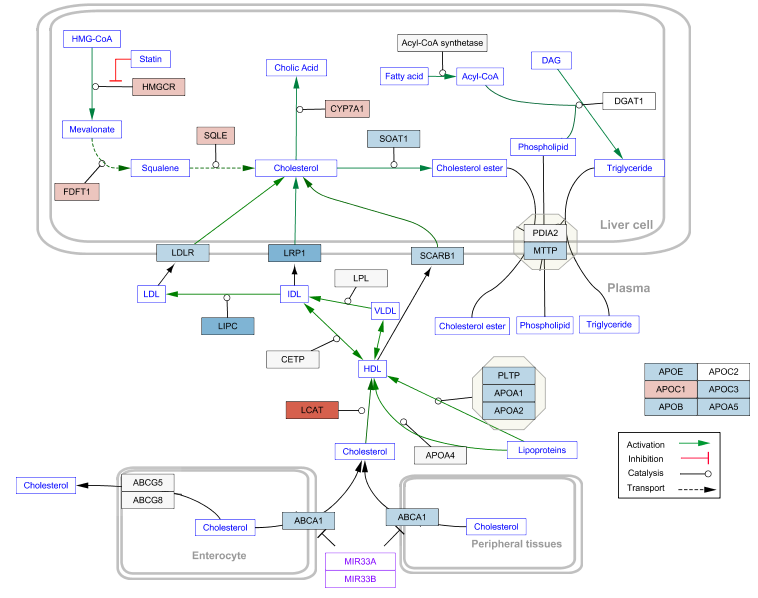 HMG-CoA
Statin
HMGCR
Mevalonate
SQLE
FDFT1
Squalene
Cholic Acid
CYP7A1
Cholesterol
Acyl-CoA synthetase
Fatty acid
Acyl-CoA
DAG
DGAT1
SOAT1
Phospholipid
Cholesterol ester
Triglyceride
Liver cell
PDIA2
MTTP
LDLR
LRP1
SCARB1
Plasma
LDL
IDL
LPL
VLDL
LIPC
CETP
HDL
Cholesterol ester
Phospholipid
Triglyceride
PLTP
APOA1
APOA2
APOE
APOC2
APOC1
APOC3
APOB
APOA5
LCAT
Cholesterol
APOA4
Lipoproteins
Activation
Inhibition
Catalysis
Transport
Cholesterol
ABCG5
ABCG8
Cholesterol
ABCA1
ABCA1
Cholesterol
Enterocyte
Peripheral tissues
MIR33A
MIR33B